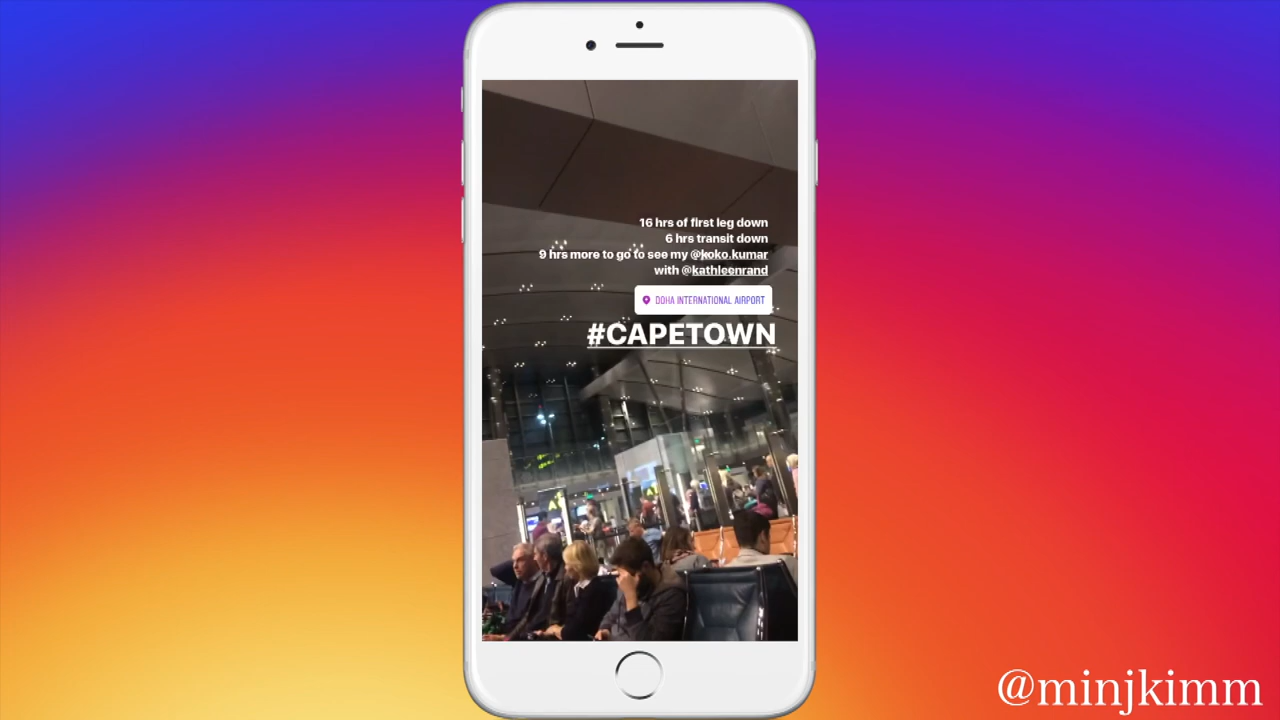 16 hrs of first leg down
6 hrs transit down
9 hrs more to go to see my @koko.kumar
with @kathleenrand
DOHA INTERNATIONAL AIRPORT
#CAPETOWN
@minjkimm